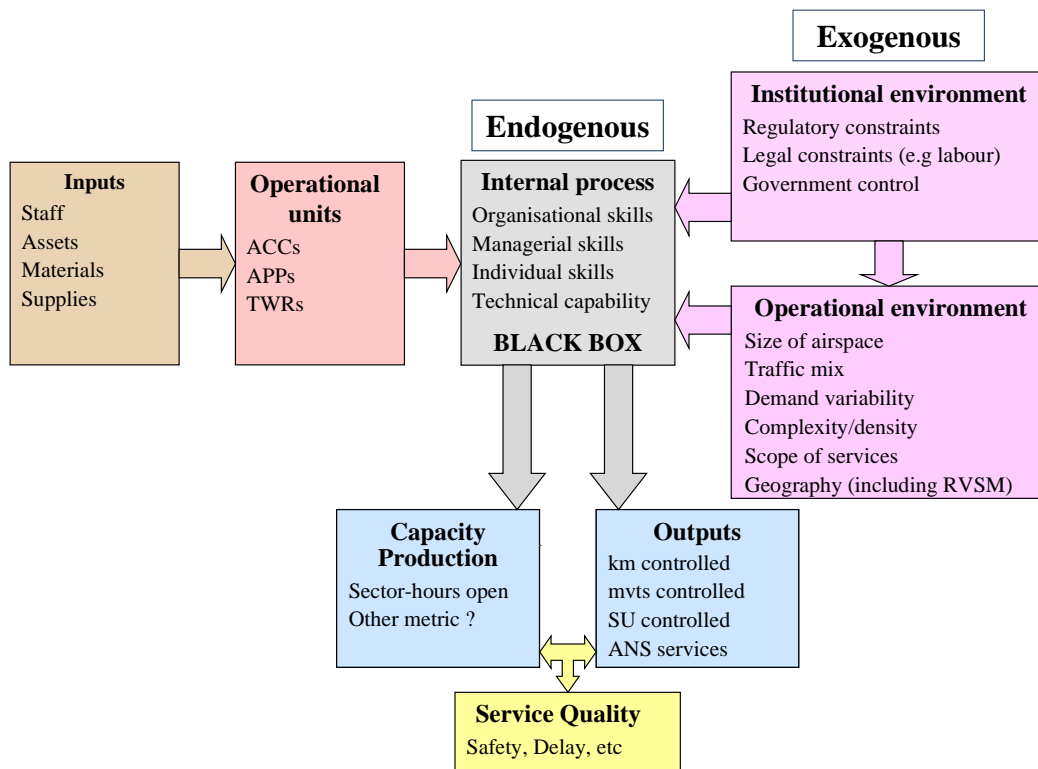 Exogenous
Institutional environment
Regulatory constraints
Legal constraints (e.g labour)
Government control
Endogenous
Inputs
Staff
Assets
Materials
Supplies
Operational
units
ACCs
APPs
TWRs
Internal process
Organisational skills
Managerial skills
Individual skills
Technical capability
BLACK BOX
Operational environment
Size of airspace
Traffic mix
Demand variability
Complexity/density
Scope of services
Geography (including RVSM)
Capacity
Production
Sector-hours open
Other metric ?
Outputs
km controlled
mvts controlled
SU controlled
ANS services
Service Quality
Safety, Delay, etc